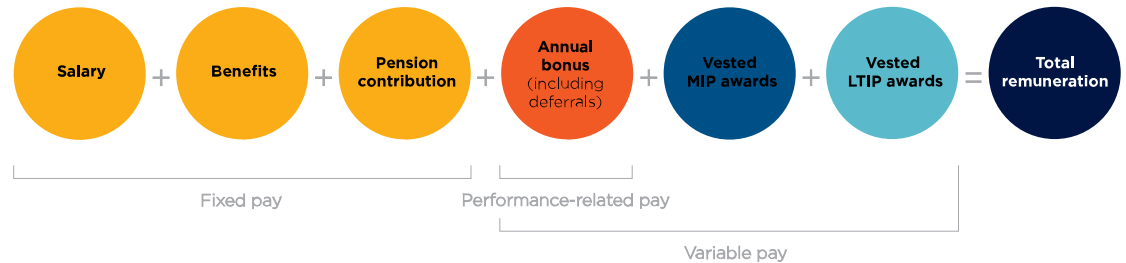 Salary
+
Benefits
+
Pension
contribution
+
Annual
bonus
(including
deferrals)
+
Vested
MIP awards
+
Vested
LTIP awards
=
Total
remuneration
Fixed pay
Performance-related pay
Variable pay